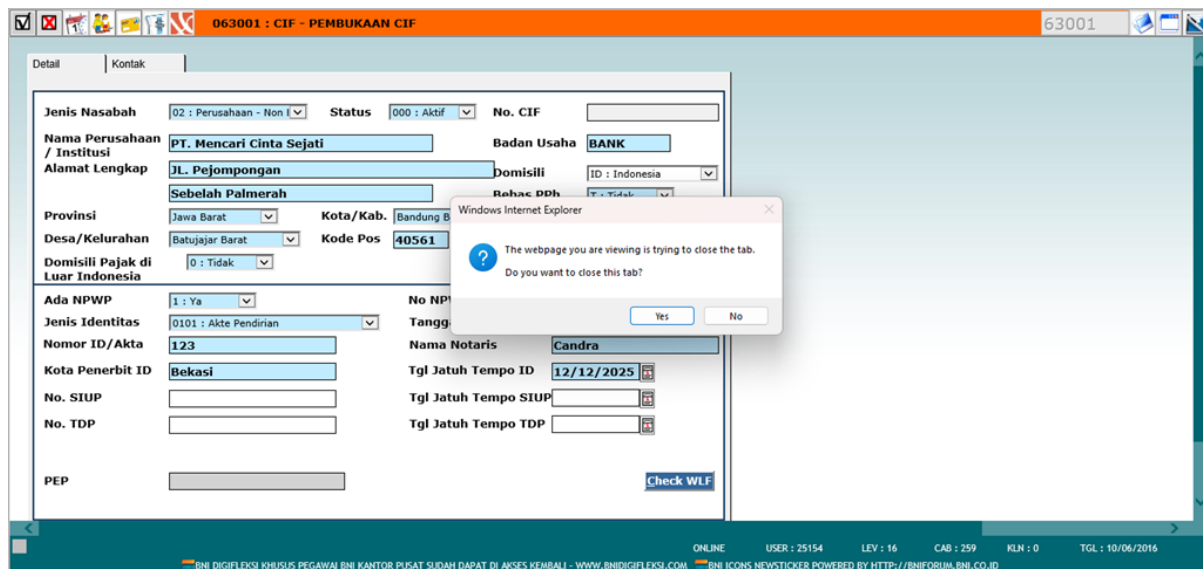 063001 : CIF - PEMBUKAAN CIF
63001
Detail
Kontak
Jenis Nasabah
02 : Perusahaan - Non I
Status
000 : Aktif
No. CIF
Nama Perusahaan
/ Institusi
PT. Mencari Cinta Sejati
Badan Usaha
BANK
Alamat Lengkap
JL. Pejompongan
Domisili
ID : Indonesia
Sebelah Palmerah
Bebas PPh
T : Tidak
Provinsi
Jawa Barat
Kota/Kab.
Bandung B
Desa/Kelurahan
Batujajar Barat
Kode Pos
40561
Domisili Pajak di
Luar Indonesia
0 : Tidak
Windows Internet Explorer
The webpage you are viewing is trying to close the tab.
Do you want to close this tab?
Yes
No
Ada NPWP
1 : Ya
No NP
Jenis Identitas
0101 : Akte Pendirian
Tangg
Nomor ID/Akta
123
Nama Notaris
Candra
Kota Penerbit ID
Bekasi
Tgl Jatuh Tempo ID
12/12/2025
No. SIUP
Tgl Jatuh Tempo SIUP
No. TDP
Tgl Jatuh Tempo TDP
PEP
Check WLF
ONLINE USER : 25154 LEV : 16 CAB : 259 KLN : 0 TGL : 10/06/2016
BNI DIGIFLEKSI KHUSUS PEGAWAI BNI KANTOR PUSAT SUDAH DAPAT DI AKSES KEMBALI - WWW.BNIDIGIFLEKSI.COM BNI ICONS NEWSTICKER POWERED BY HTTP://BNIFORUM.BNI.CO.ID